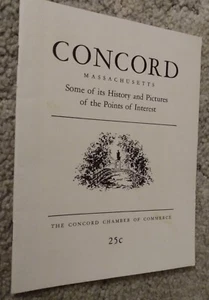 CONCORD
MASSACHUSETTS
Some of its History and Pictures
of the Points of Interest
THE CONCORD CHAMBER OF COMMERCE
25c